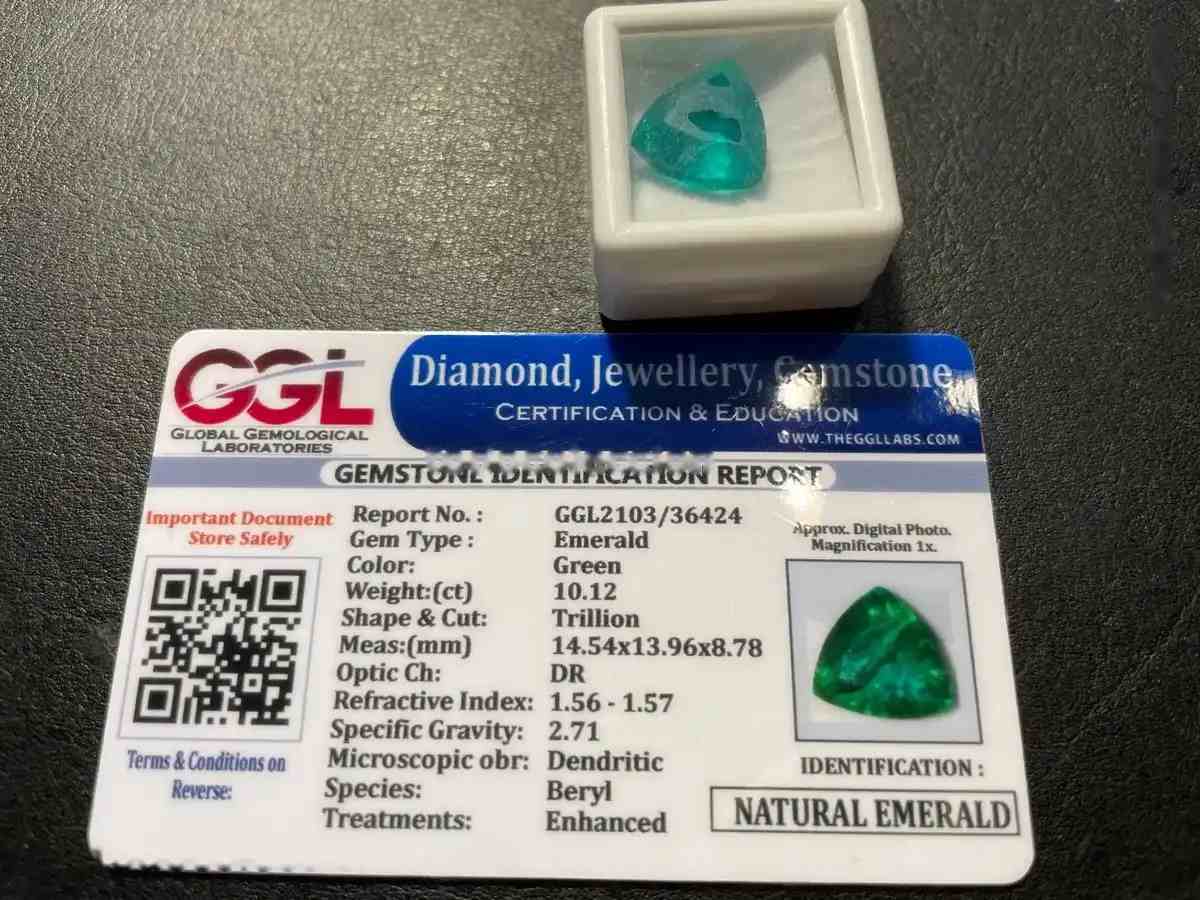 GGL
GLOBAL GEMOLOGICAL
LABORATORIES
Diamond, Jewellery, Gemstone
CERTIFICATION & EDUCATION
WWW.THEGGLLABS.COM
GEMSTONE IDENTIFICATION REPORT
Important Document
Store Safely
Terms & Conditions on
Reverse:
Report No. : GGL2103/36424
Gem Type : Emerald
Color: Green
Weight:(ct) 10.12
Shape & Cut: Trillion
Meas:(mm) 14.54x13.96x8.78
Optic Ch: DR
Refractive Index: 1.56 - 1.57
Specific Gravity: 2.71
Microscopic obr: Dendritic
Species: Beryl
Treatments: Enhanced
Approx. Digital Photo.
Magnification 1x.
IDENTIFICATION :
NATURAL EMERALD